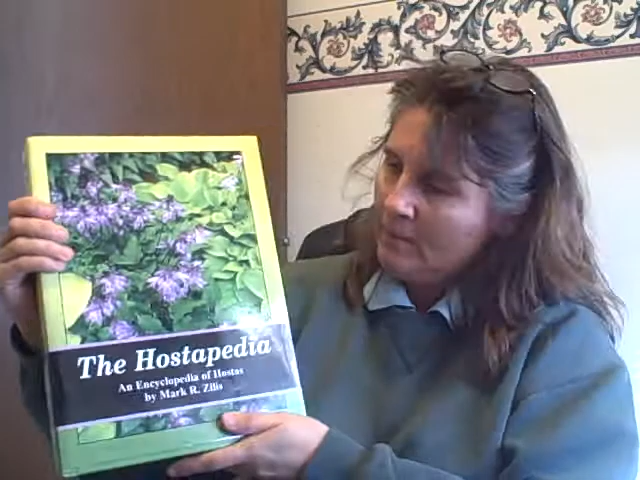 The Hostapedia
An Encyclopedia of Hostas
by Mark R. Zilis